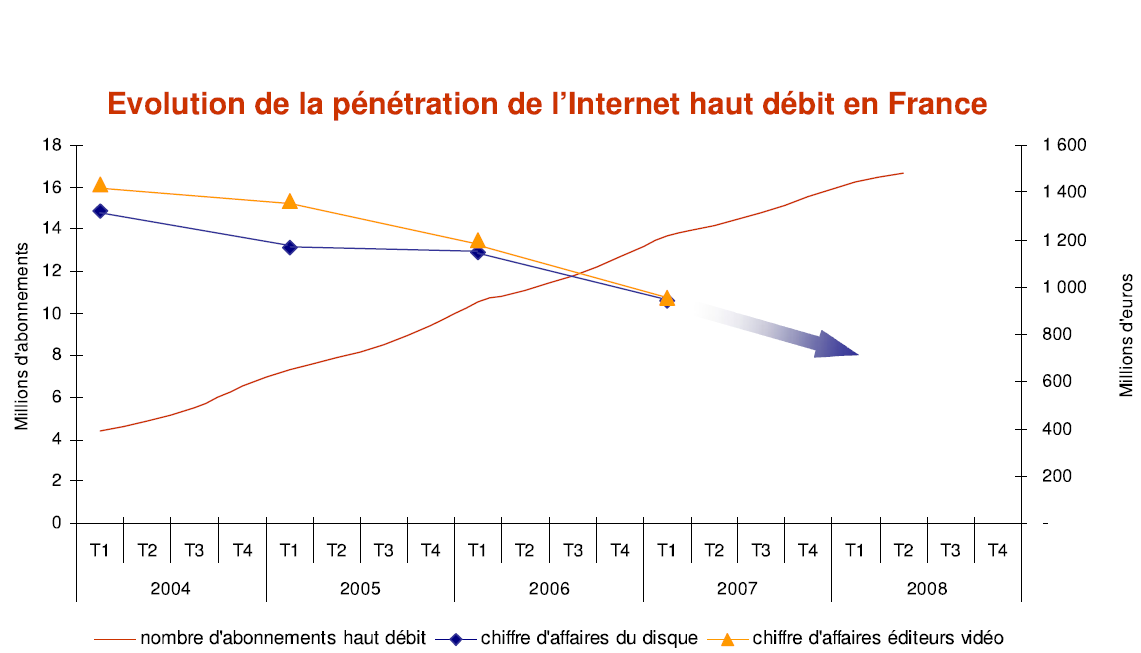 Evolution de la pénétration de l’Internet haut débit en France
18 1 600
16 1 400
14 1 200
12 1 000
10 800
8 600
6 400
4 200
2 -
0
Millions d'abonnements
Millions d'euros
T1 T2 T3 T4 T1 T2 T3 T4 T1 T2 T3 T4 T1 T2 T3 T4 T1 T2 T3 T4
2004 2005 2006 2007 2008
nombre d'abonnements haut débit chiffre d'affaires du disque chiffre d'affaires éditeurs vidéo